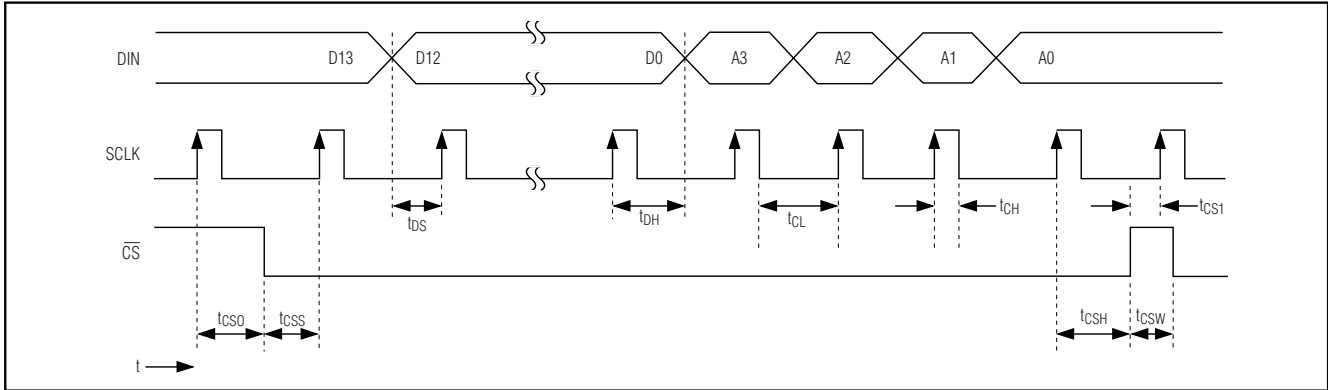 DIN D13 D12 D0 A3 A2 A1 A0
SCLK
tDS tDH tCL tCH tCS1
CS
tCSO tCSS tCSH tCSW
t